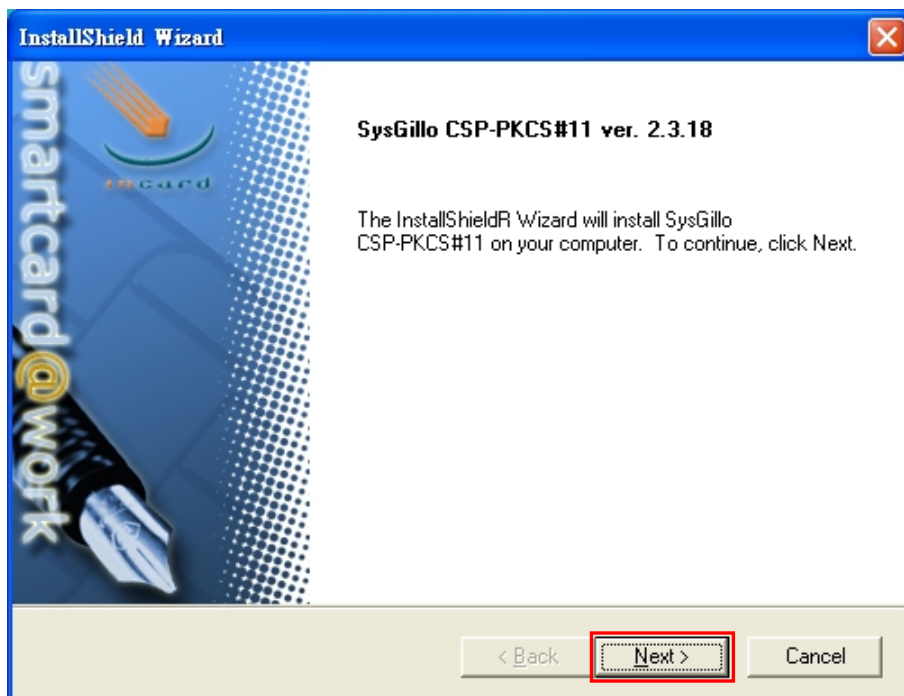 InstallShield Wizard
smartcard@work
incard
SysGillo CSP-PKCS#11 ver. 2.3.18
The InstallShieldR Wizard will install SysGillo
CSP-PKCS#11 on your computer. To continue, click Next.
< Back
Next >
Cancel